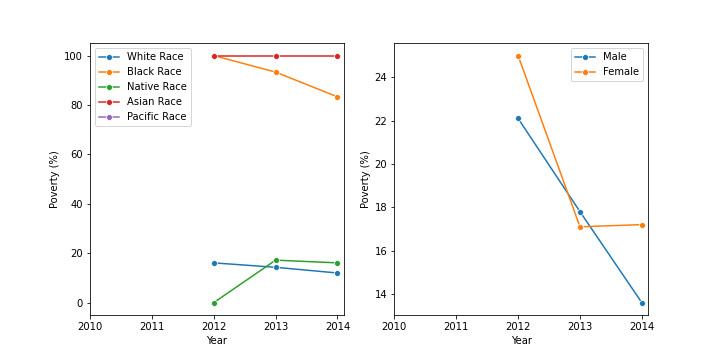 White Race
Black Race
Native Race
Asian Race
Pacific Race
100
80
60
40
20
0
Poverty (%)
2010 2011 2012 2013 2014
Year
Male
Female
24
22
20
18
16
14
Poverty (%)
2010 2011 2012 2013 2014
Year